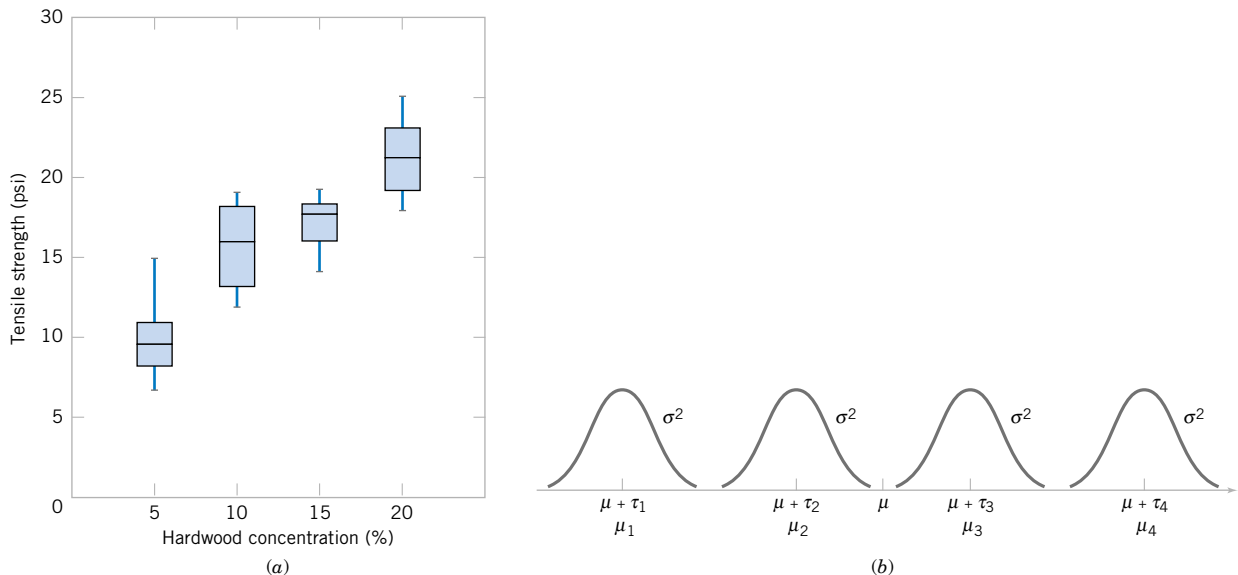 30
25
20
15
10
5
0
Tensile strength (psi)
5 10 15 20
Hardwood concentration (%)
(a)
σ² σ² σ² σ²
μ + τ₁ μ + τ₂ μ μ + τ₃ μ + τ₄
μ₁ μ₂ μ₃ μ₄
(b)